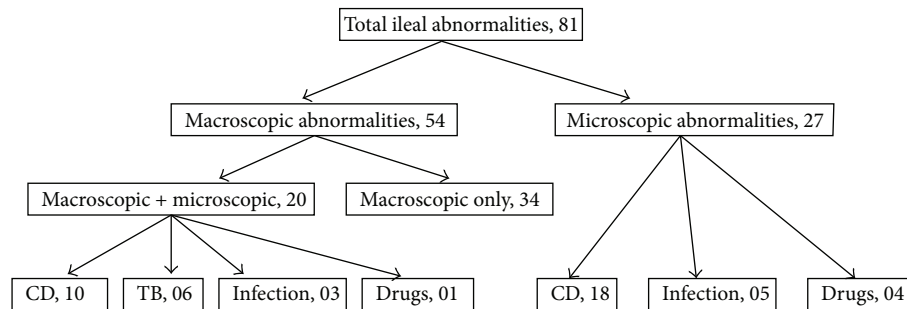 Total ileal abnormalities, 81
Macroscopic abnormalities, 54
Microscopic abnormalities, 27
Macroscopic + microscopic, 20
Macroscopic only, 34
CD, 10
TB, 06
Infection, 03
Drugs, 01
CD, 18
Infection, 05
Drugs, 04